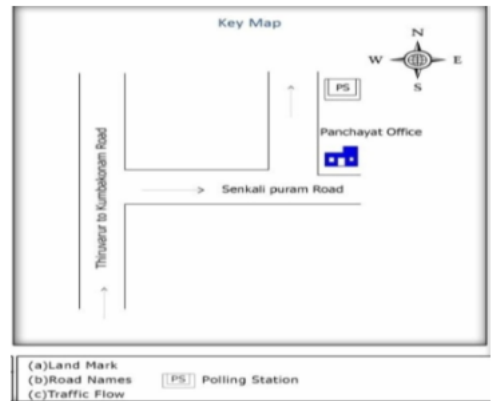 Key Map
N
W E
S
PS
Panchayat Office
Thiruvarur to Kumbakonam Road
Senkali puram Road
(a)Land Mark
(b)Road Names
PS Polling Station
(c)Traffic Flow